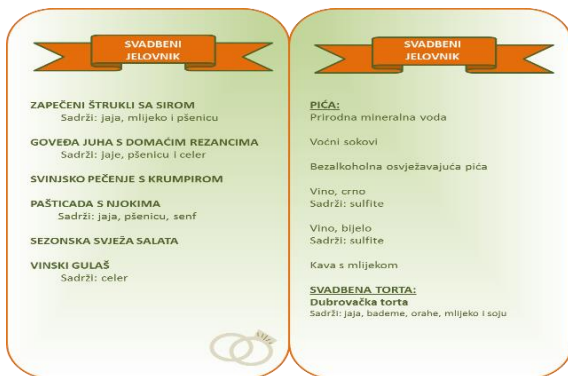 SVADBENI
JELOVNIK
ZAPEČENI ŠTRUKLI SA SIROM
Sadrži: jaja, mlijeko i pšenicu
GOVEĐA JUHA S DOMAĆIM REZANCIMA
Sadrži: jaje, pšenicu i celer
SVINJSKO PEČENJE S KRUMPIROM
PAŠTICADA S NJOKIMA
Sadrži: jaja, pšenicu, senf
SEZONSKA SVJEŽA SALATA
VINSKI GULAŠ
Sadrži: celer
SVADBENI
JELOVNIK
PIĆA:
Prirodna mineralna voda
Voćni sokovi
Bezalkoholna osvježavajuća pića
Vino, crno
Sadrži: sulfite
Vino, bijelo
Sadrži: sulfite
Kava s mlijekom
SVADBENA TORTA:
Dubrovačka torta
Sadrži: jaja, bademe, orahe, mlijeko i soju